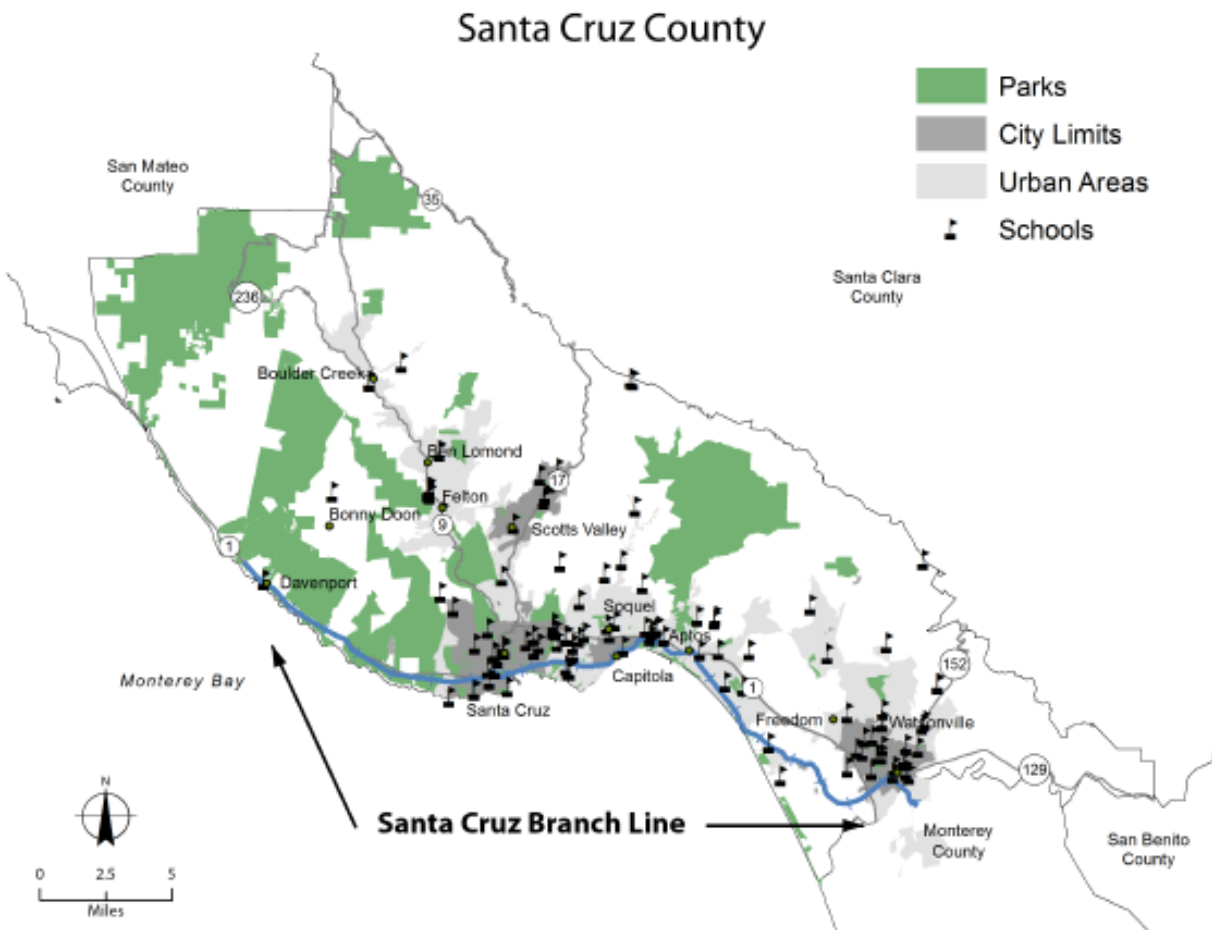 Santa Cruz County
Parks
City Limits
Urban Areas
Schools
San Mateo
County
35
Santa Clara
County
236
Boulder Creek
Ben Lomond
17
Felton
Bonny Doon
9
Scotts Valley
1
Davenport
Soquel
Aptos
Monterey Bay
Capitola
152
Santa Cruz
1
Freedom
Watsonville
129
N
Santa Cruz Branch Line
Monterey
County
San Benito
County
0 2.5 5
Miles